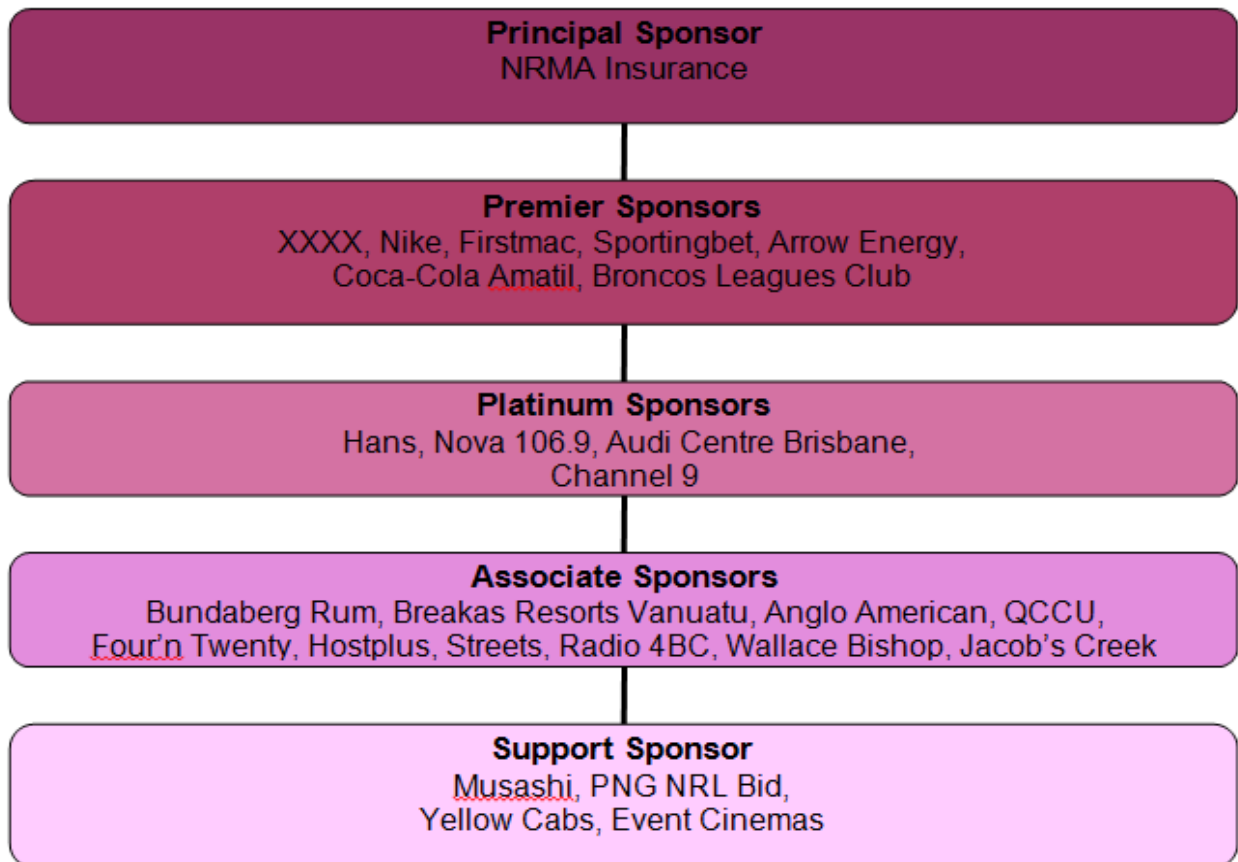 Principal Sponsor
NRMA Insurance
Premier Sponsors
XXXX, Nike, Firstmac, Sportingbet, Arrow Energy,
Coca-Cola Amatil, Broncos Leagues Club
Platinum Sponsors
Hans, Nova 106.9, Audi Centre Brisbane,
Channel 9
Associate Sponsors
Bundaberg Rum, Breakas Resorts Vanuatu, Anglo American, QCCU,
Four’n Twenty, Hostplus, Streets, Radio 4BC, Wallace Bishop, Jacob’s Creek
Support Sponsor
Musashi, PNG NRL Bid,
Yellow Cabs, Event Cinemas